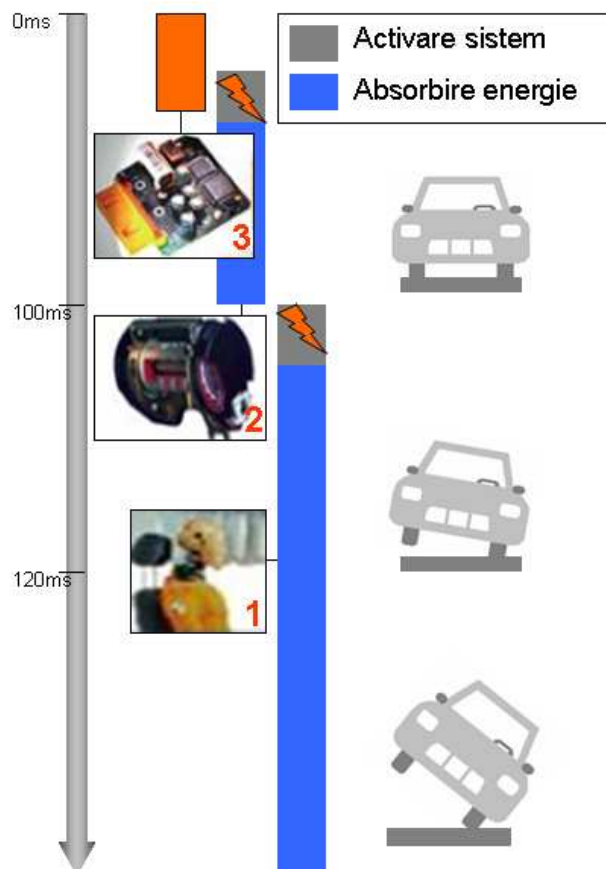 0ms
Activare sistem
Absorbire energie
3
100ms
2
120ms
1